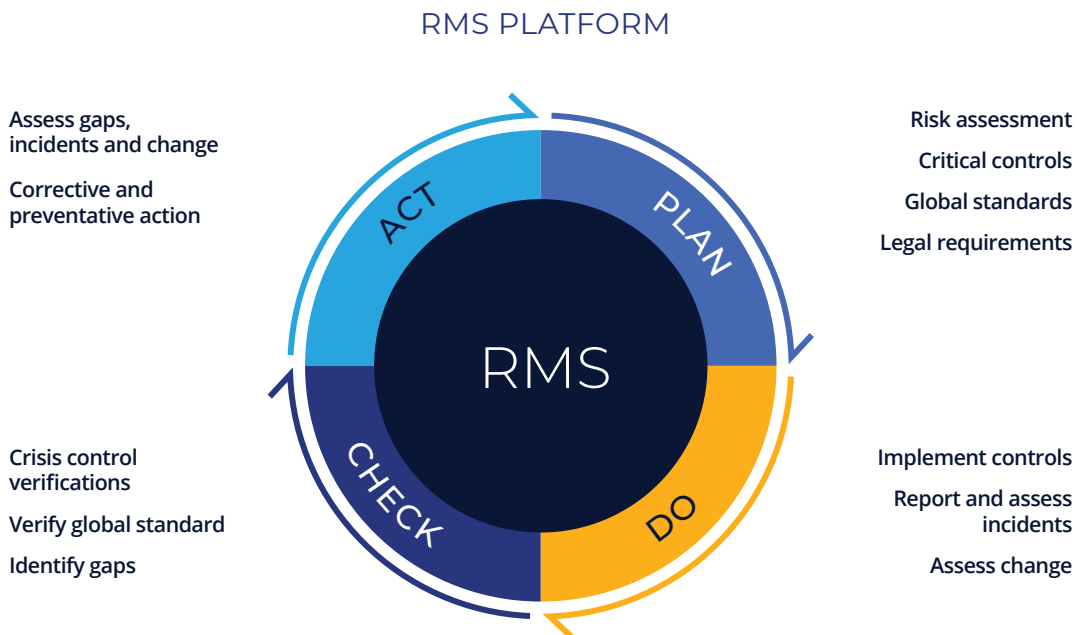 RMS PLATFORM
Assess gaps,
incidents and change
Corrective and
preventative action
ACT
PLAN
Risk assessment
Critical controls
Global standards
Legal requirements
RMS
Crisis control
verifications
Verify global standard
Identify gaps
CHECK
DO
Implement controls
Report and assess
incidents
Assess change